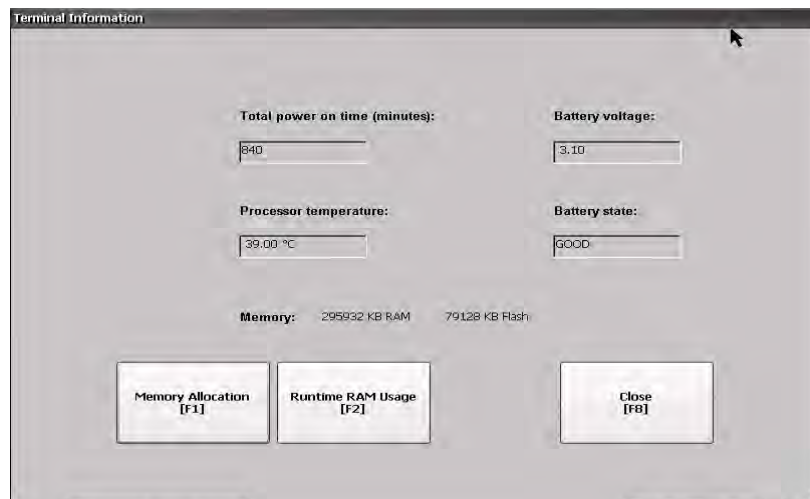 Terminal Information
Total power on time (minutes): Battery voltage:
840 3.10
Processor temperature: Battery state:
39.00 °C GOOD
Memory: 295932 KB RAM 79128 KB Flash
Memory Allocation Runtime RAM Usage Close
[F1] [F2] [F8]